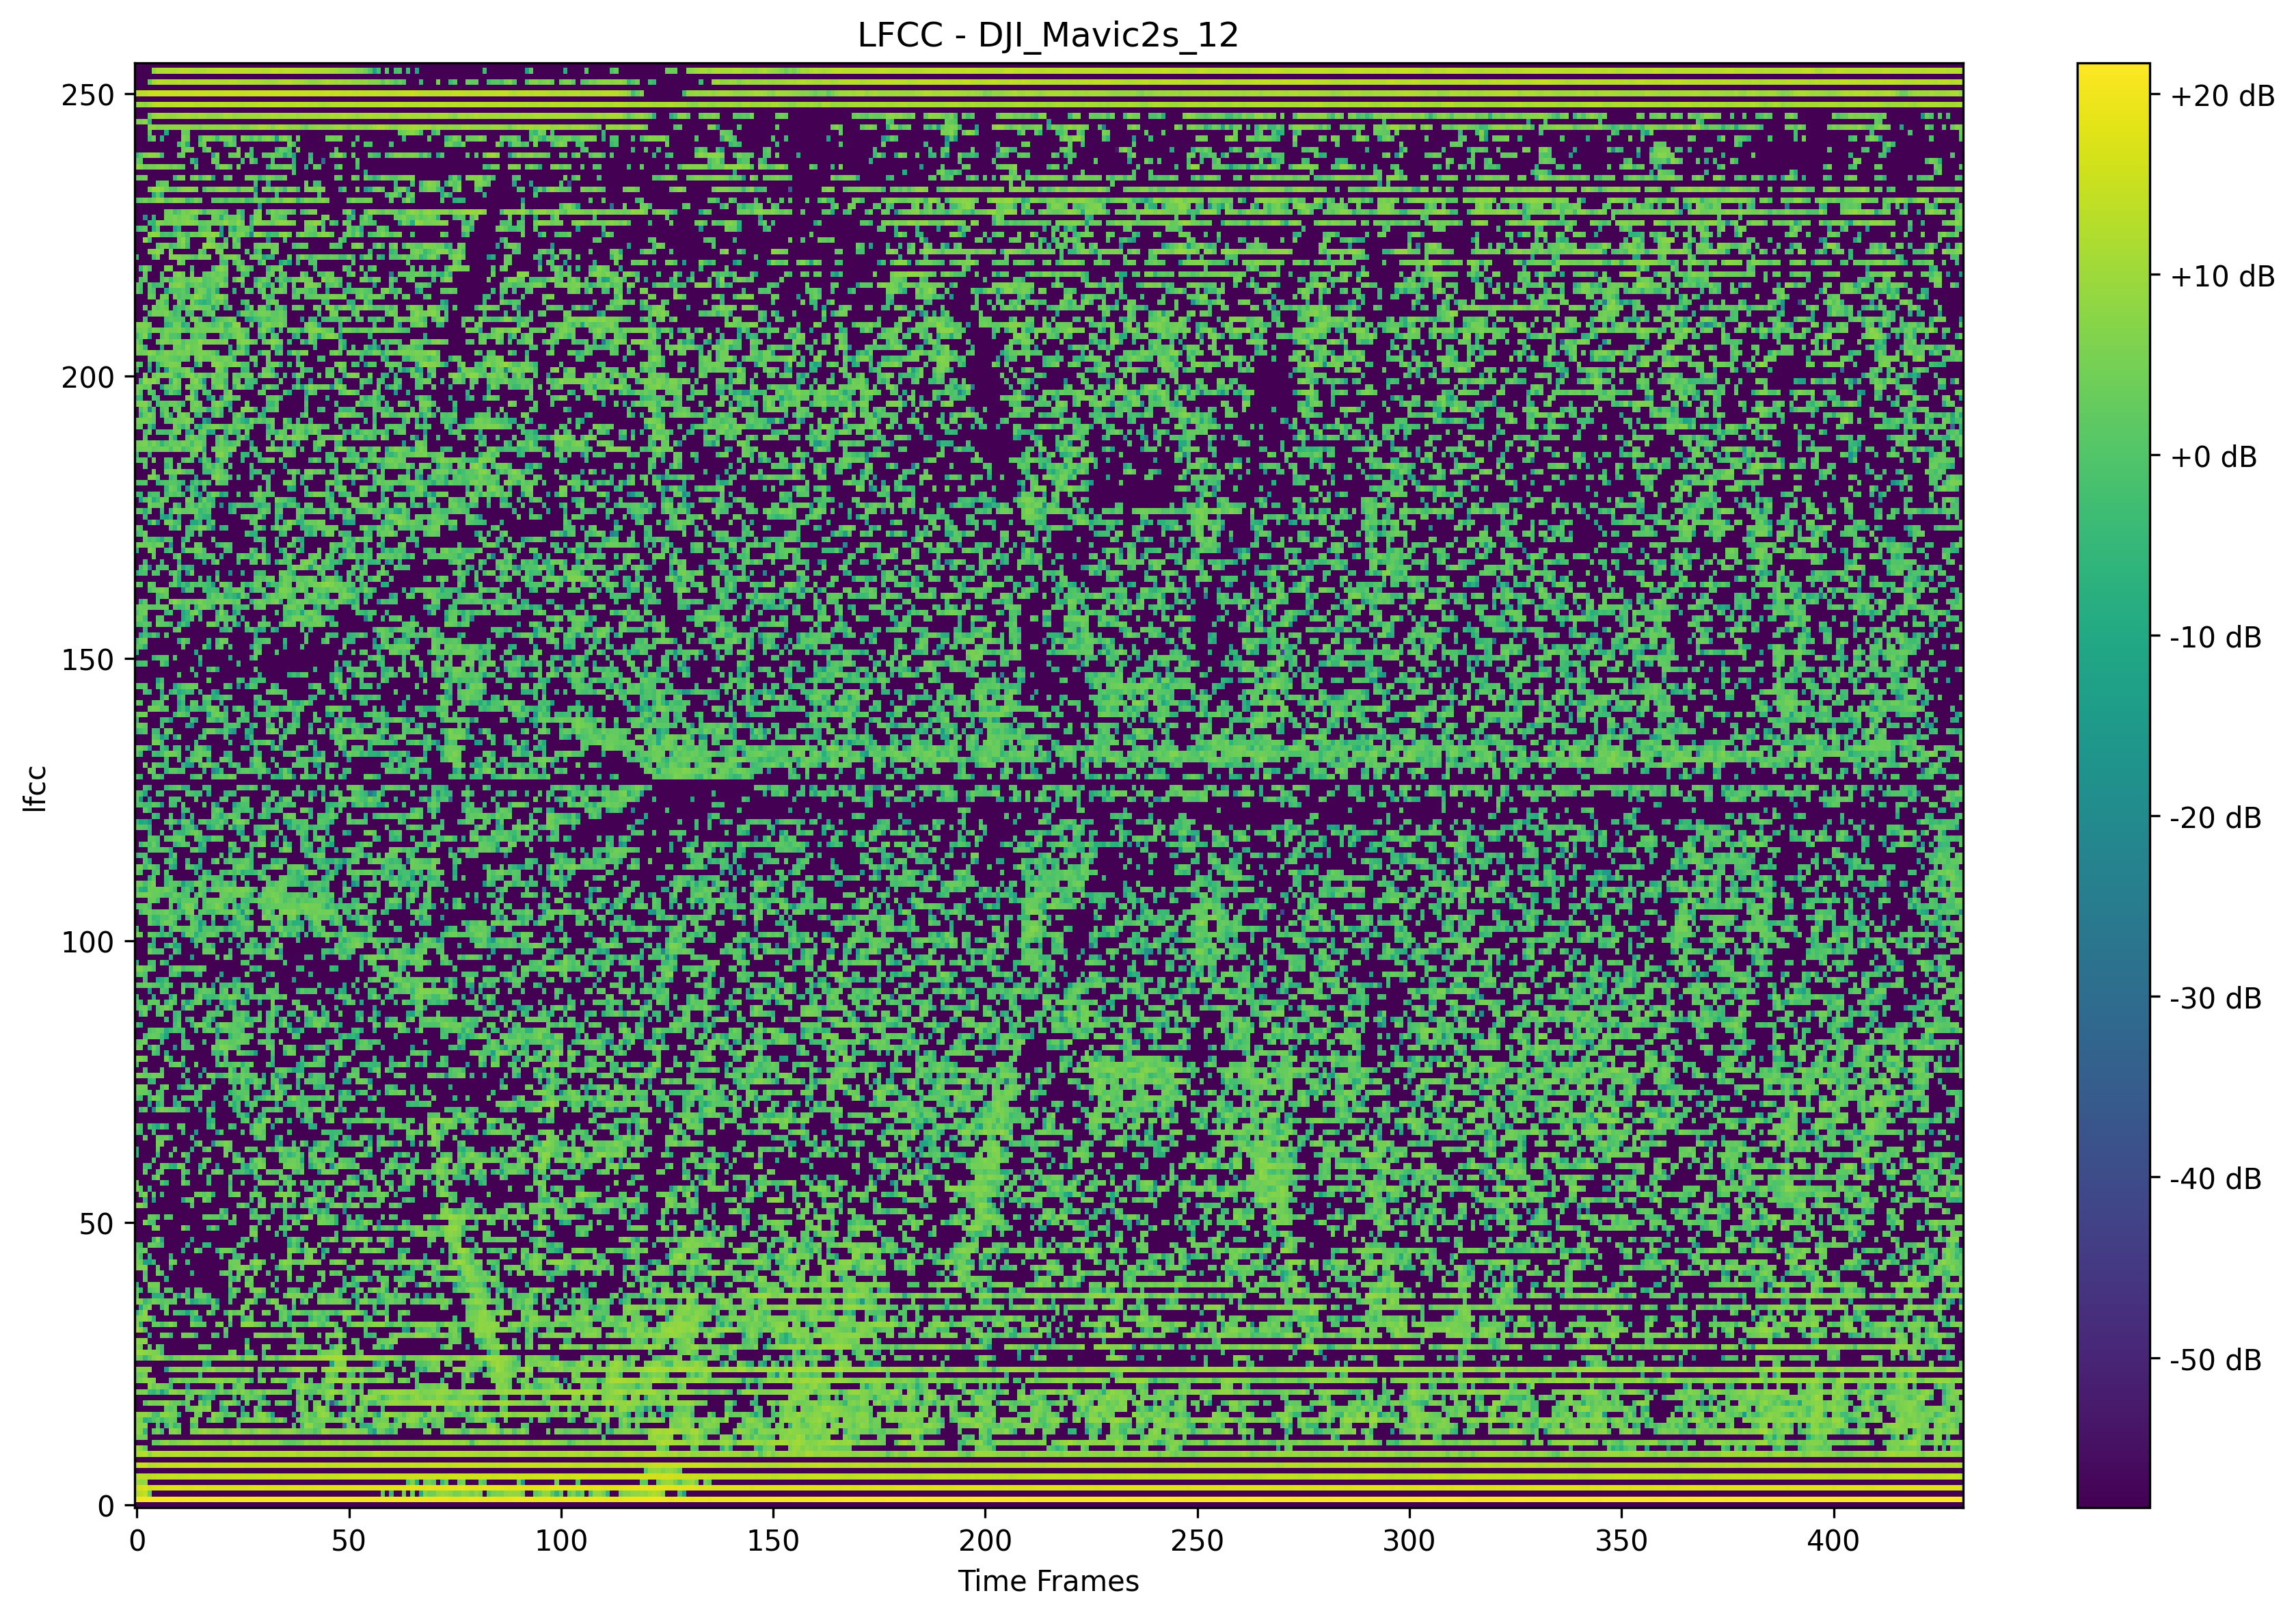 LFCC - DJI_Mavic2s_12
250
200
150
100
50
0
lfcc
0 50 100 150 200 250 300 350 400
Time Frames
+20 dB
+10 dB
+0 dB
-10 dB
-20 dB
-30 dB
-40 dB
-50 dB